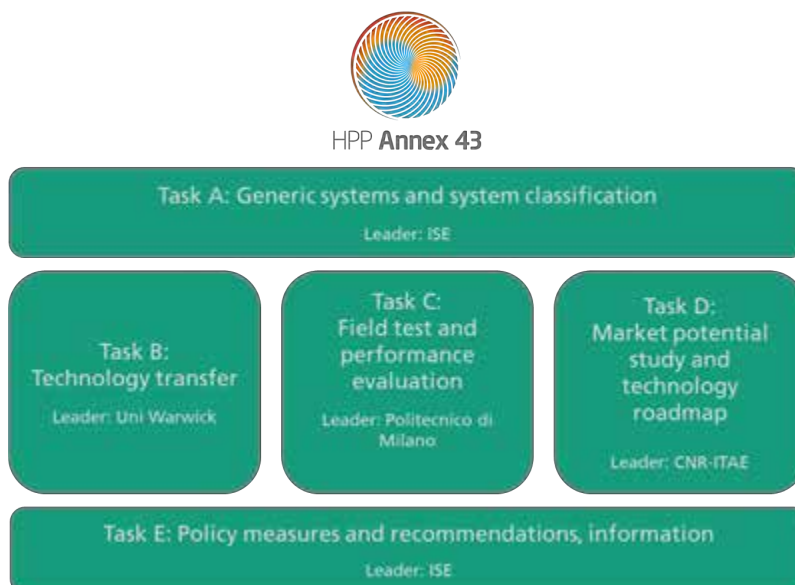 HPP Annex 43
Task A: Generic systems and system classification
Leader: ISE
Task B:
Technology transfer
Leader: Uni Warwick
Task C:
Field test and
performance
evaluation
Leader: Politecnico di
Milano
Task D:
Market potential
study and
technology
roadmap
Leader: CNR-ITAE
Task E: Policy measures and recommendations, information
Leader: ISE